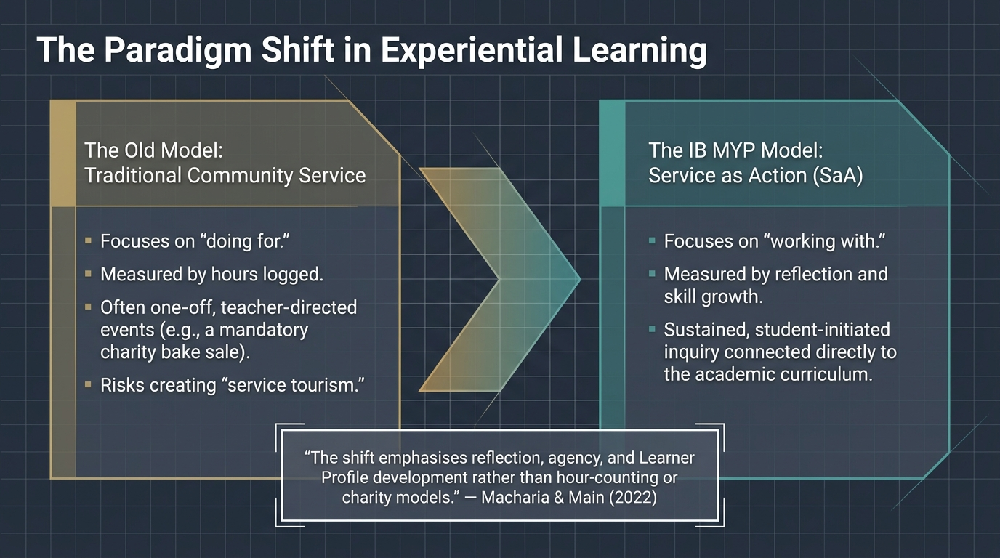 The Paradigm Shift in Experiential Learning
The Old Model:
Traditional Community Service
Focuses on “doing for.”
Measured by hours logged.
Often one-off, teacher-directed
events (e.g., a mandatory
charity bake sale).
Risks creating “service tourism.”
The IB MYP Model:
Service as Action (SaA)
Focuses on “working with.”
Measured by reflection and
skill growth.
Sustained, student-initiated
inquiry connected directly to
the academic curriculum.
“The shift emphasises reflection, agency, and Learner
Profile development rather than hour-counting or
charity models.” — Macharia & Main (2022)